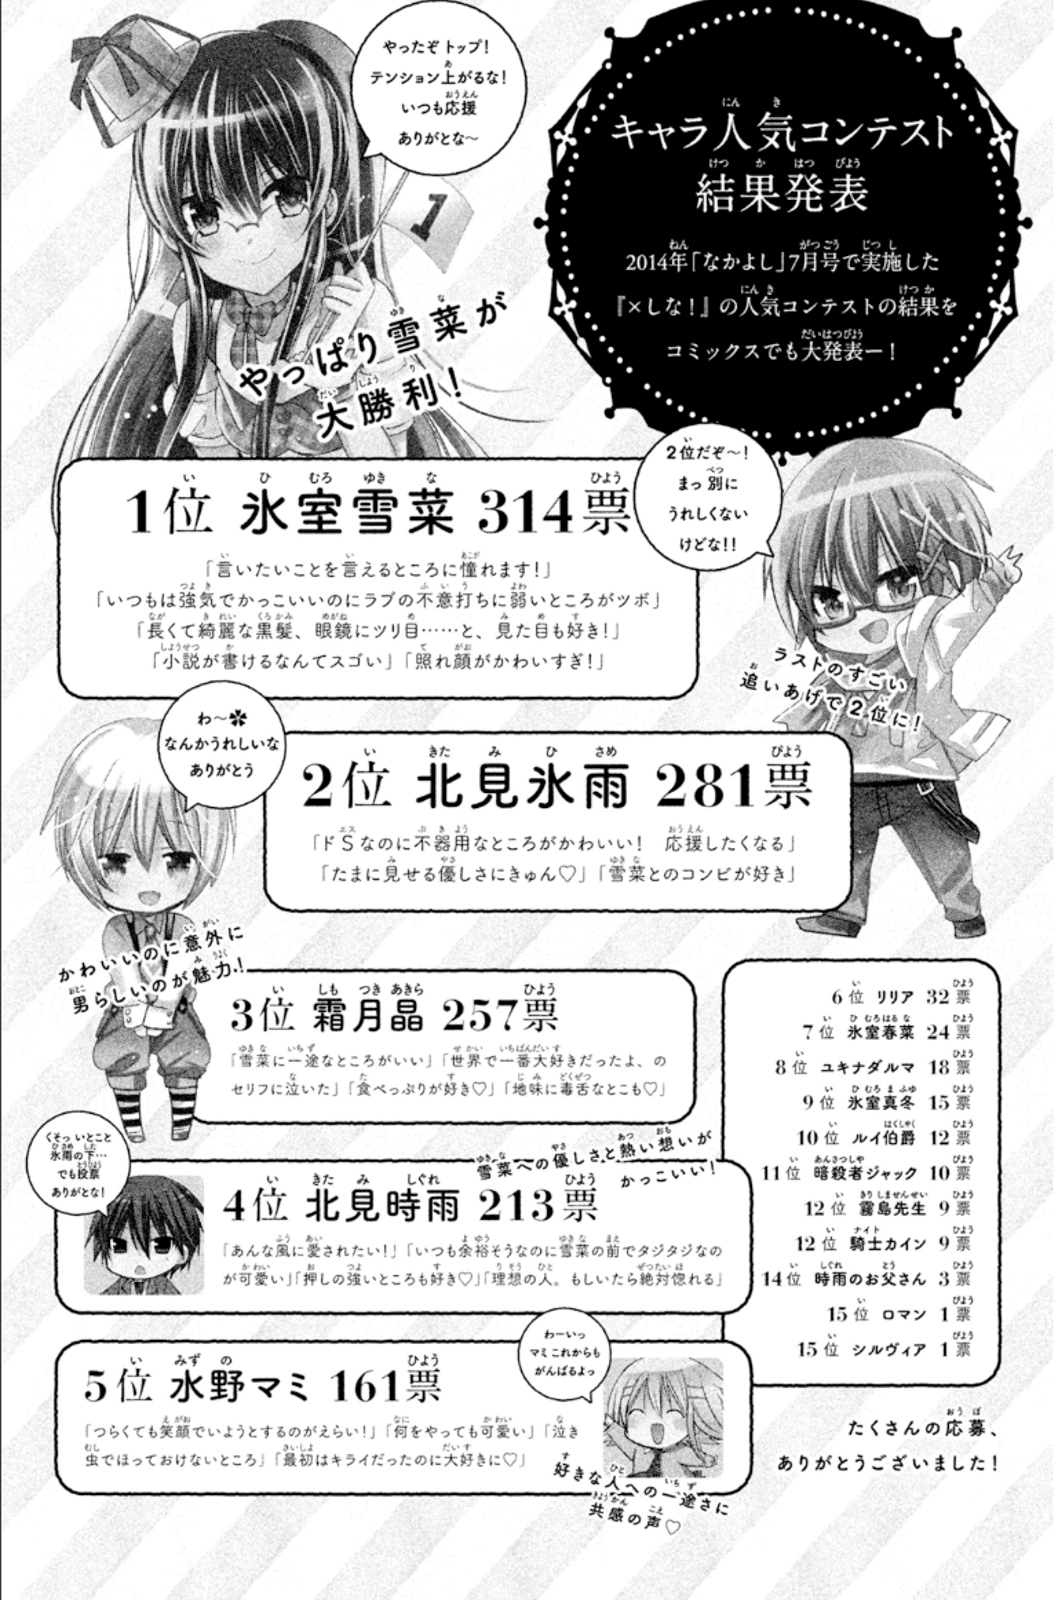 やったぞ トップ!
テンション上がるな!
いつも応援
ありがとな〜
キャラ人気コンテスト
結果発表
2014年「なかよし」7月号で実施した
『×しな!』の人気コンテストの結果を
コミックスでも大発表ー!
1
やっぱり雪菜が
大勝利!
1位 氷室雪菜 314票
「言いたいことを言えるところに憧れます!」
「いつもは強気でかっこいいのにラブの不意打ちに弱いところがツボ」
「長くて綺麗な黒髪、眼鏡にツリ目……と、見た目も好き!」
「小説が書けるなんてスゴい」「照れ顔がかわいすぎ!」
2位だぞ〜!
まっ 別に
うれしくない
けどな!!
ラストのすごい
追いあげで2位に!
2位 北見氷雨 281票
「ドSなのに不器用なところがかわいい! 応援したくなる」
「たまに見せる優しさにきゅん♡」「雪菜とのコンビが好き」
わ〜✿
なんかうれしいな
ありがとう
かわいいのに意外に
男らしいのが魅力!
3位 霜月晶 257票
「雪菜に一途なところがいい」「世界で一番大好きだったよ、の
セリフに泣いた」「食べっぷりが好き♡」「地味に毒舌なとこも♡」
くそっ いとこと
氷雨の下…
でも投票
ありがとな!
雪菜への優しさと熱い想いが
かっこいい!
4位 北見時雨 213票
「あんな風に愛されたい!」「いつも余裕そうなのに雪菜の前でタジタジなの
が可愛い」「押しの強いところも好き♡」「理想の人。もしいたら絶対惚れる」
わーいっ
マミこれからも
がんばるよっ
5位 水野マミ 161票
「つらくても笑顔でいようとするのがえらい!」「何をやっても可愛い」「泣き
虫でほっておけないところ」「最初はキライだったのに大好きに♡」
好きな人への一途さに
共感の声♡
6位 リリア 32票
7位 氷室春菜 24票
8位 ユキナダルマ 18票
9位 氷室真冬 15票
10位 ルイ伯爵 12票
11位 暗殺者ジャック 10票
12位 霧島先生 9票
12位 騎士カイン 9票
14位 時雨のお父さん 3票
15位 ロマン 1票
15位 シルヴィア 1票
たくさんの応募、
ありがとうございました!